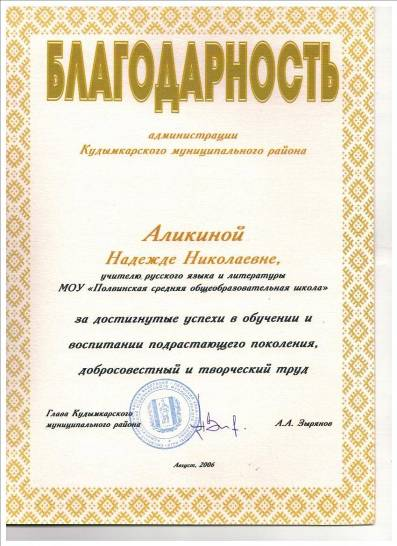 БЛАГОДАРНОСТЬ
администрации
Кудымкарского муниципального района
Аликиной
Надежде Николаевне,
учителю русского языка и литературы
МОУ «Полвинская средняя общеобразовательная школа»
за достигнутые успехи в обучении и
воспитании подрастающего поколения,
добросовестный и творческий труд
Глава Кудымкарского
муниципального района
А.А. Зырянов
Август, 2006